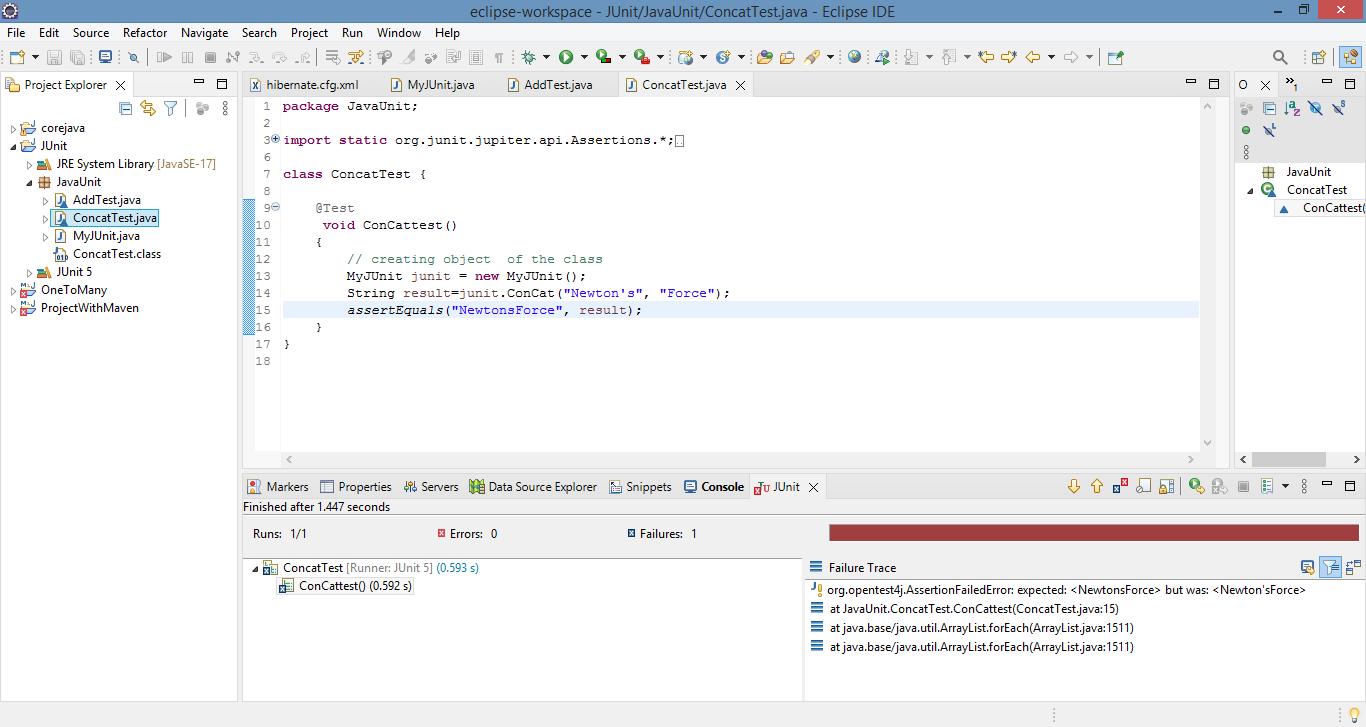 eclipse-workspace - JUnit/JavaUnit/ConcatTest.java - Eclipse IDE
File Edit Source Refactor Navigate Search Project Run Window Help
Project Explorer
corejava
JUnit
JRE System Library [JavaSE-17]
JavaUnit
AddTest.java
ConcatTest.java
MyJUnit.java
ConcatTest.class
JUnit 5
OneToMany
ProjectWithMaven
hibernate.cfg.xml MyJUnit.java AddTest.java ConcatTest.java
1 package JavaUnit;
2
3 import static org.junit.jupiter.api.Assertions.*;
6
7 class ConcatTest {
8
9 @Test
10 void ConCattest()
11 {
12 // creating object  of the class
13 MyJUnit junit = new MyJUnit();
14 String result=junit.ConCat("Newton's", "Force");
15 assertEquals("NewtonsForce", result);
16 }
17 }
18
O
1
JavaUnit
ConcatTest
ConCattest(
Markers Properties Servers Data Source Explorer Snippets Console JUnit
Finished after 1.447 seconds
Runs: 1/1 Errors: 0 Failures: 1
ConcatTest [Runner: JUnit 5] (0.593 s)
ConCattest() (0.592 s)
Failure Trace
org.opentest4j.AssertionFailedError: expected: <NewtonsForce> but was: <Newton'sForce>
at JavaUnit.ConcatTest.ConCattest(ConcatTest.java:15)
at java.base/java.util.ArrayList.forEach(ArrayList.java:1511)
at java.base/java.util.ArrayList.forEach(ArrayList.java:1511)